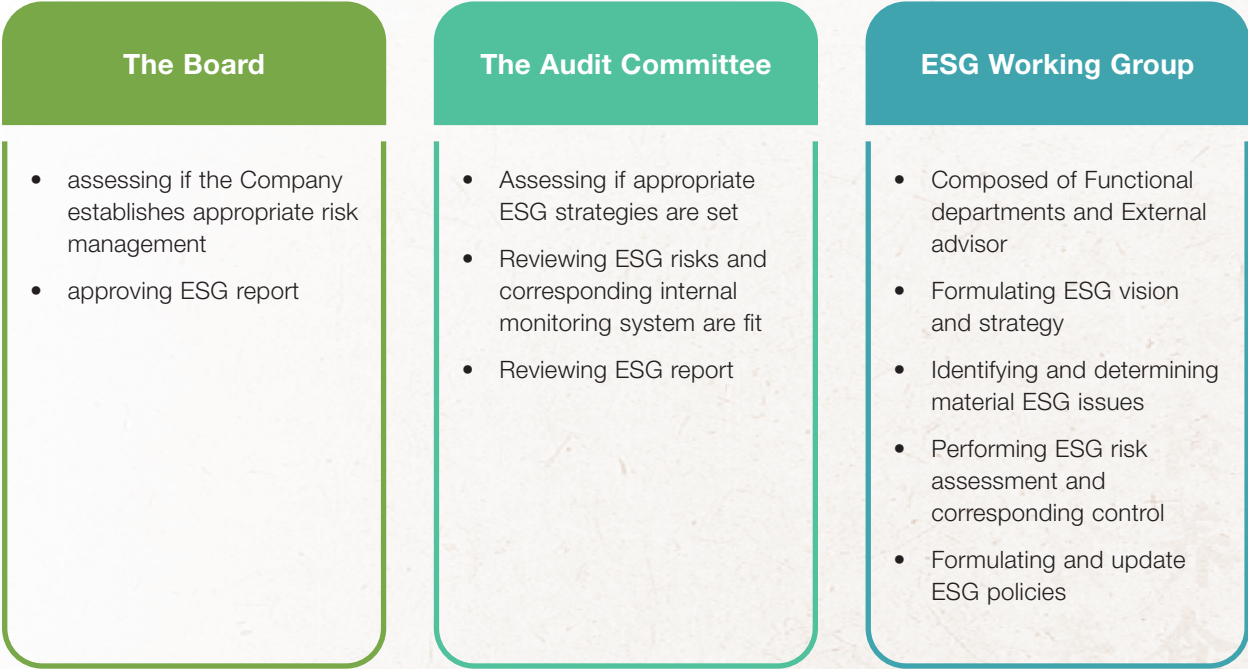 The Board
• assessing if the Company
establishes appropriate risk
management
• approving ESG report
The Audit Committee
• Assessing if appropriate
ESG strategies are set
• Reviewing ESG risks and
corresponding internal
monitoring system are fit
• Reviewing ESG report
ESG Working Group
• Composed of Functional
departments and External
advisor
• Formulating ESG vision
and strategy
• Identifying and determining
material ESG issues
• Performing ESG risk
assessment and
corresponding control
• Formulating and update
ESG policies